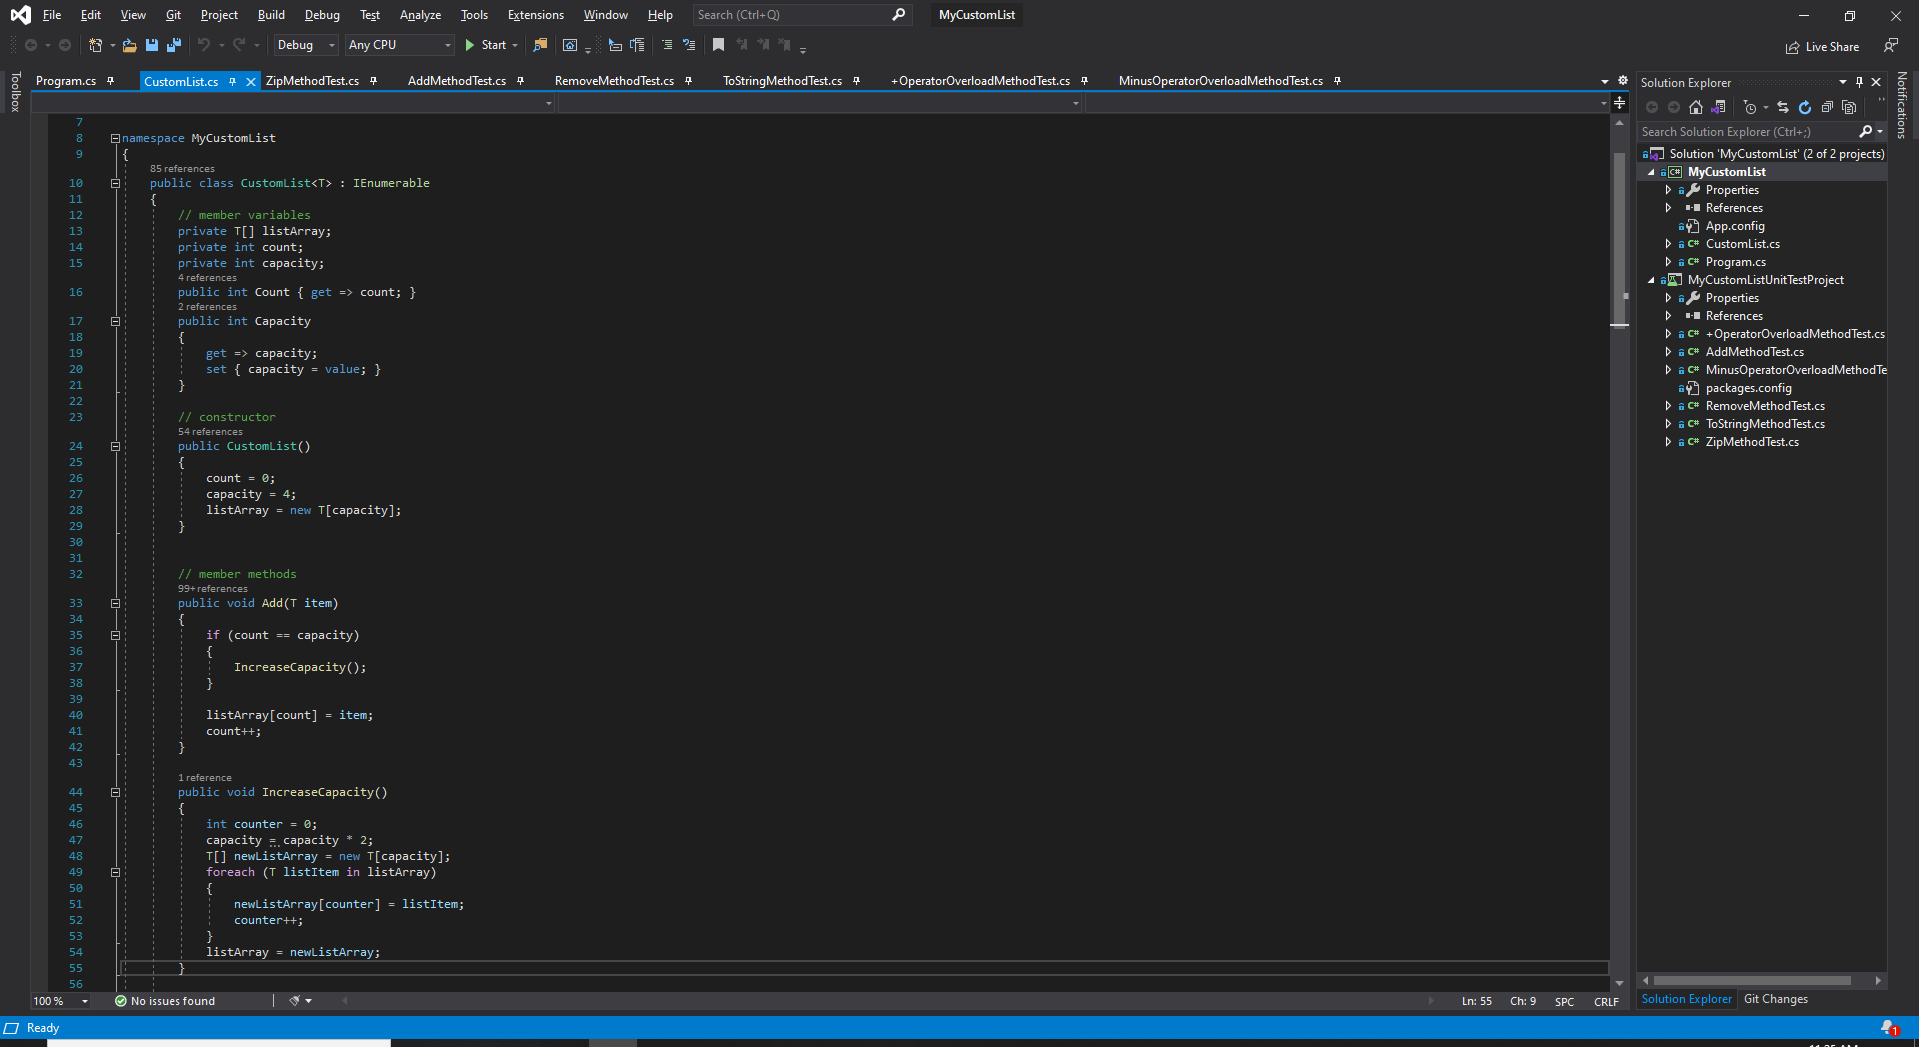 File Edit View Git Project Build Debug Test Analyze Tools Extensions Window Help Search (Ctrl+Q) MyCustomList
Debug Any CPU Start Live Share
Toolbox
Program.cs CustomList.cs ZipMethodTest.cs AddMethodTest.cs RemoveMethodTest.cs ToStringMethodTest.cs +OperatorOverloadMethodTest.cs MinusOperatorOverloadMethodTest.cs
7
8 namespace MyCustomList
9 {
85 references
10 public class CustomList<T> : IEnumerable
11 {
12 // member variables
13 private T[] listArray;
14 private int count;
15 private int capacity;
4 references
16 public int Count { get => count; }
2 references
17 public int Capacity
18 {
19 get => capacity;
20 set { capacity = value; }
21 }
22
23 // constructor
54 references
24 public CustomList()
25 {
26 count = 0;
27 capacity = 4;
28 listArray = new T[capacity];
29 }
30
31
32 // member methods
99+references
33 public void Add(T item)
34 {
35 if (count == capacity)
36 {
37 IncreaseCapacity();
38 }
39
40 listArray[count] = item;
41 count++;
42 }
43
1 reference
44 public void IncreaseCapacity()
45 {
46 int counter = 0;
47 capacity = capacity * 2;
48 T[] newListArray = new T[capacity];
49 foreach (T listItem in listArray)
50 {
51 newListArray[counter] = listItem;
52 counter++;
53 }
54 listArray = newListArray;
55 }
56
100 % No issues found Ln: 55 Ch: 9 SPC CRLF
Solution Explorer
Search Solution Explorer (Ctrl+;)
Solution 'MyCustomList' (2 of 2 projects)
C# MyCustomList
Properties
References
App.config
C# CustomList.cs
C# Program.cs
MyCustomListUnitTestProject
Properties
References
C# +OperatorOverloadMethodTest.cs
C# AddMethodTest.cs
C# MinusOperatorOverloadMethodTe
packages.config
C# RemoveMethodTest.cs
C# ToStringMethodTest.cs
C# ZipMethodTest.cs
Solution Explorer Git Changes
Notifications
Ready 1